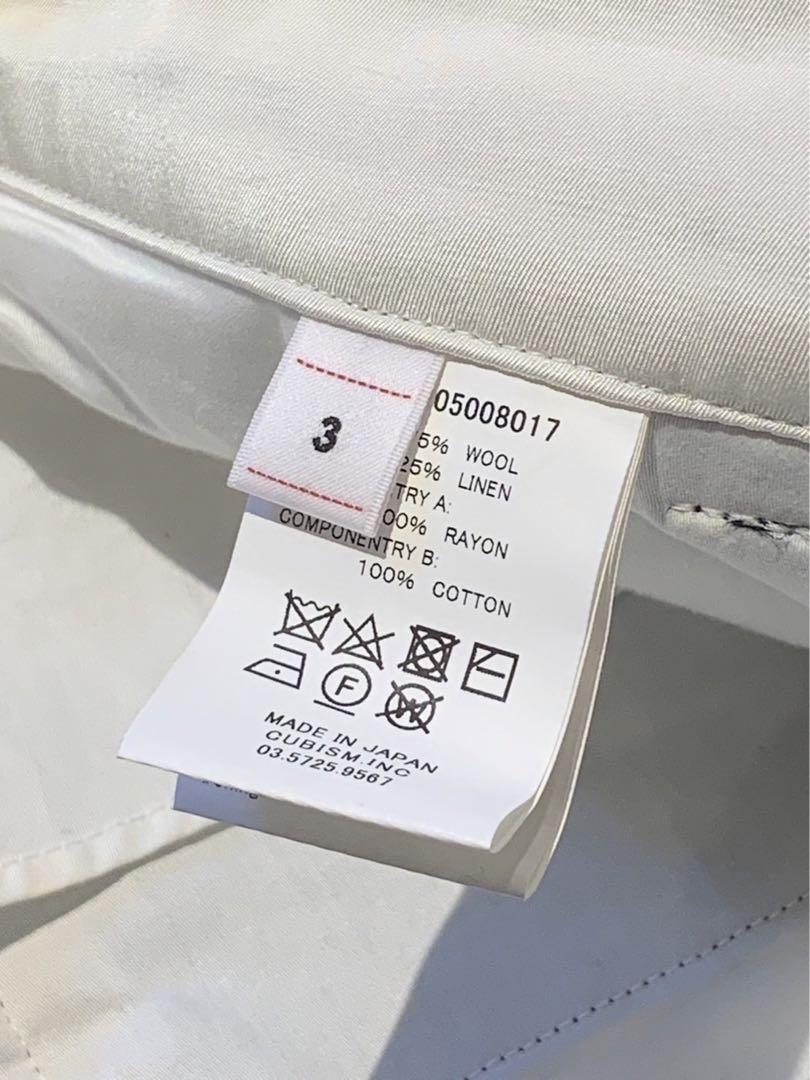 3
05008017
5% WOOL
25% LINEN
TRY A:
00% RAYON
COMPONENTRY B:
100% COTTON
F
W
MADE IN JAPAN
CUBISM.INC
03.5725.9567